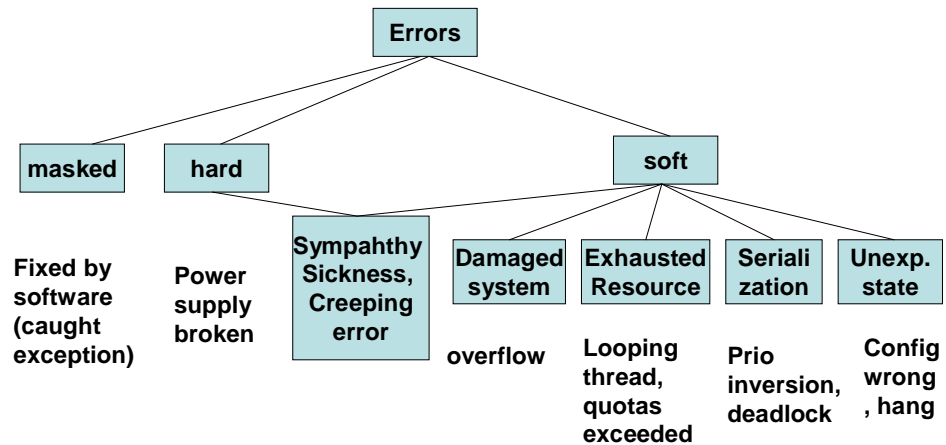 Errors
masked
hard
soft
Sympahthy
Sickness,
Creeping
error
Damaged
system
Exhausted
Resource
Seriali
zation
Unexp.
state
Fixed by
software
(caught
exception)
Power
supply
broken
overflow
Looping
thread,
quotas
exceeded
Prio
inversion,
deadlock
Config
wrong
, hang